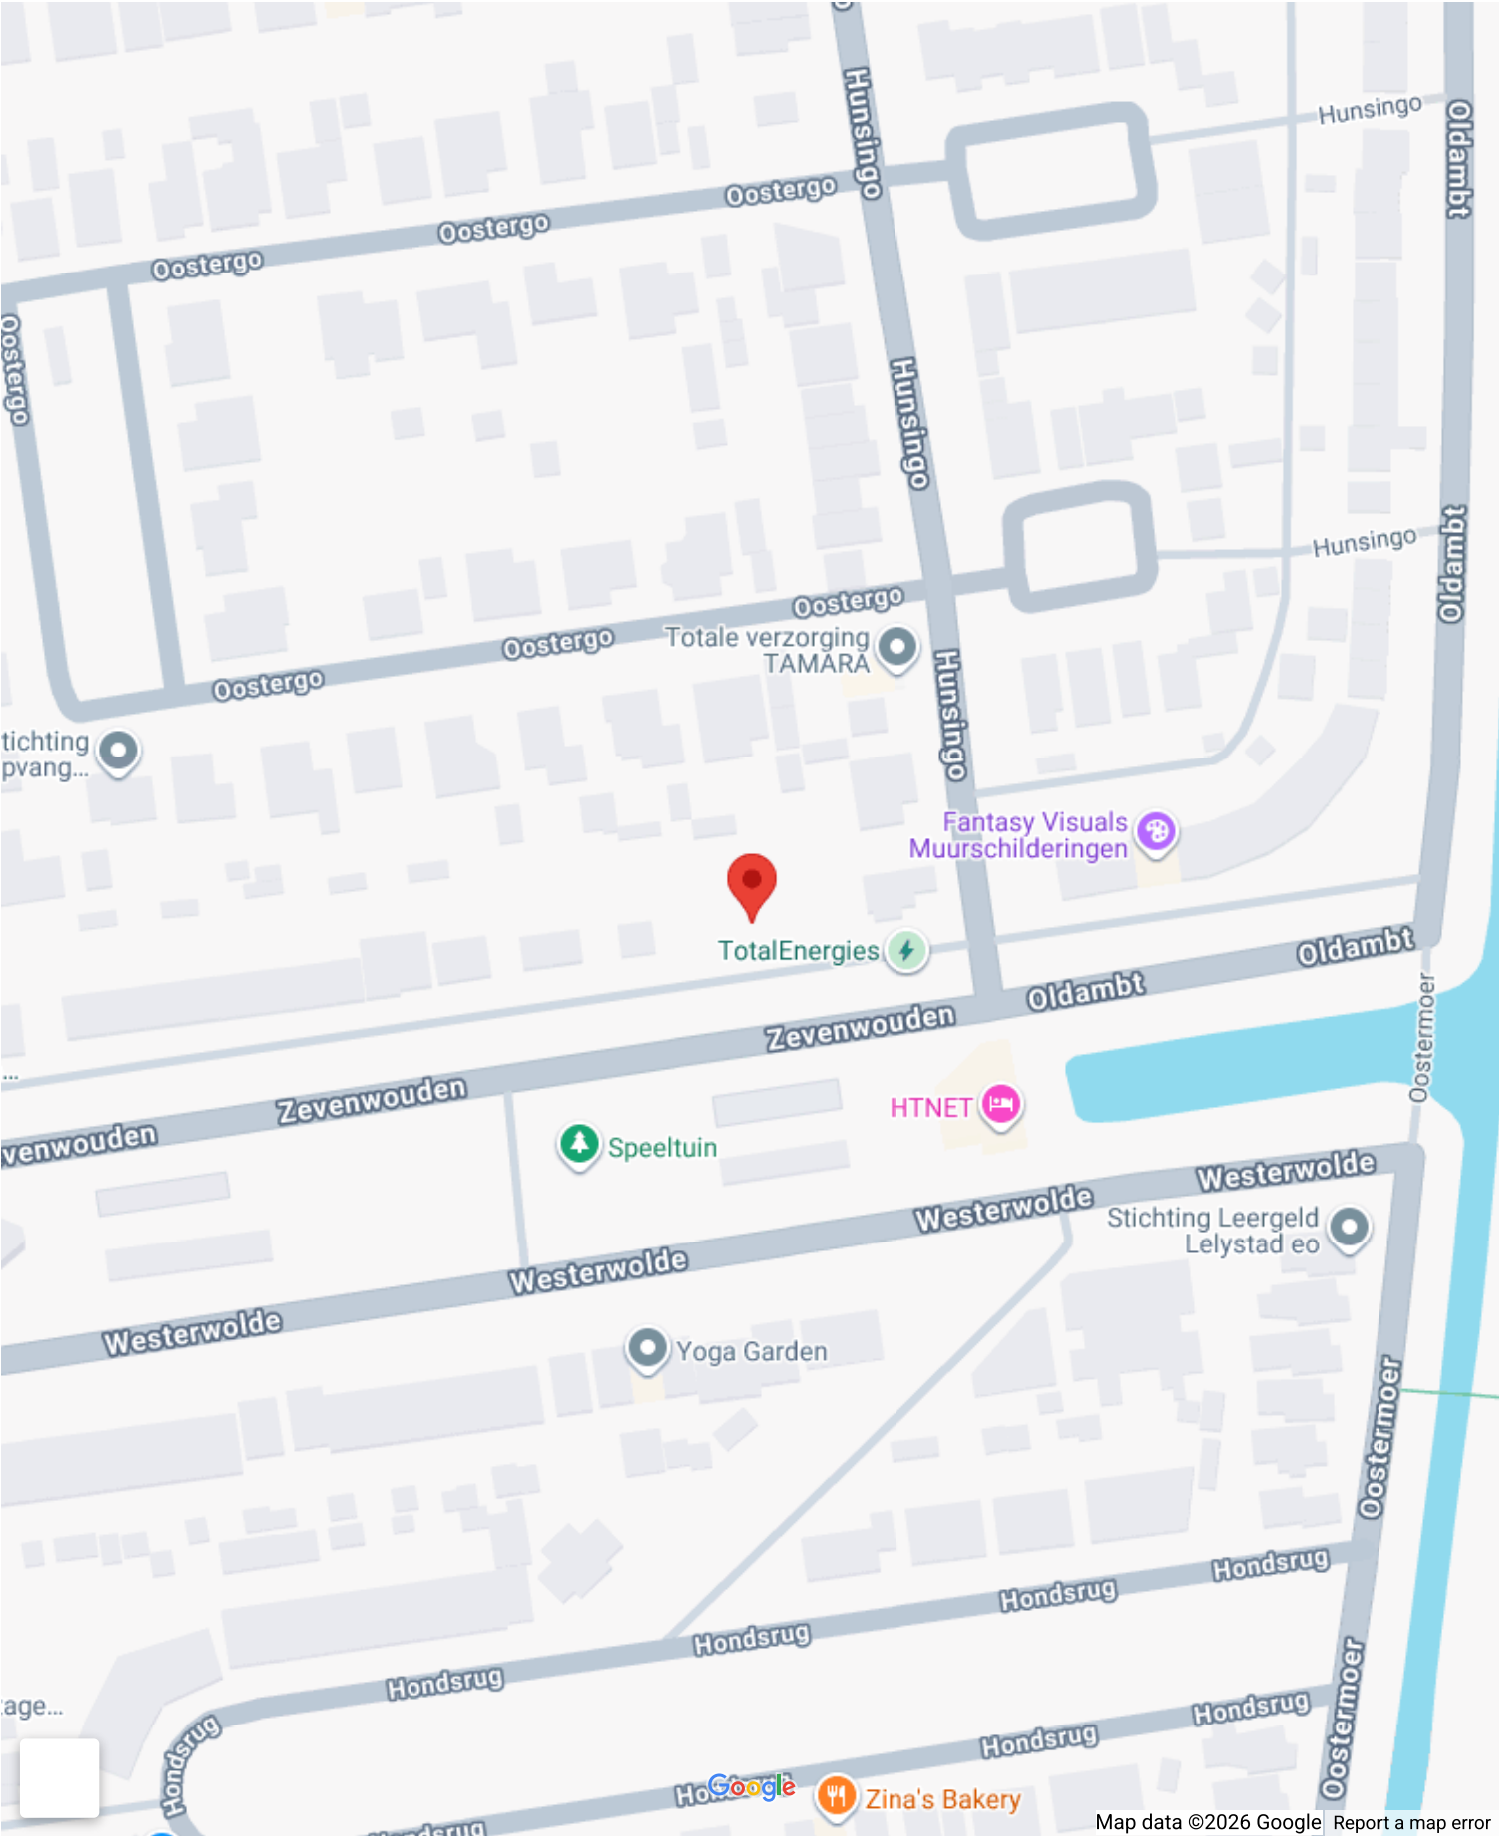 Hunsingo
Hunsingo
Oldambt
Oostergo
Oostergo
Oostergo
Oostergo
Hunsingo
Oldambt
Hunsingo
Oostergo
Oostergo
Oostergo
Totale verzorging
TAMARA
Hunsingo
tichting
pvang...
Fantasy Visuals
Muurschilderingen
TotalEnergies
Oldambt
Oldambt
Zevenwouden
Oostermoer
...
Zevenwouden
venwouden
HTNET
Speeltuin
Westerwolde
Westerwolde
Stichting Leergeld
Lelystad eo
Westerwolde
Westerwolde
Yoga Garden
Oostermoer
Hondsrug
Hondsrug
Hondsrug
Hondsrug
tage...
Hondsrug
Hondsrug
Hondsrug
Oostermoer
Google
Zina's Bakery
Map data ©2026 Google
Report a map error